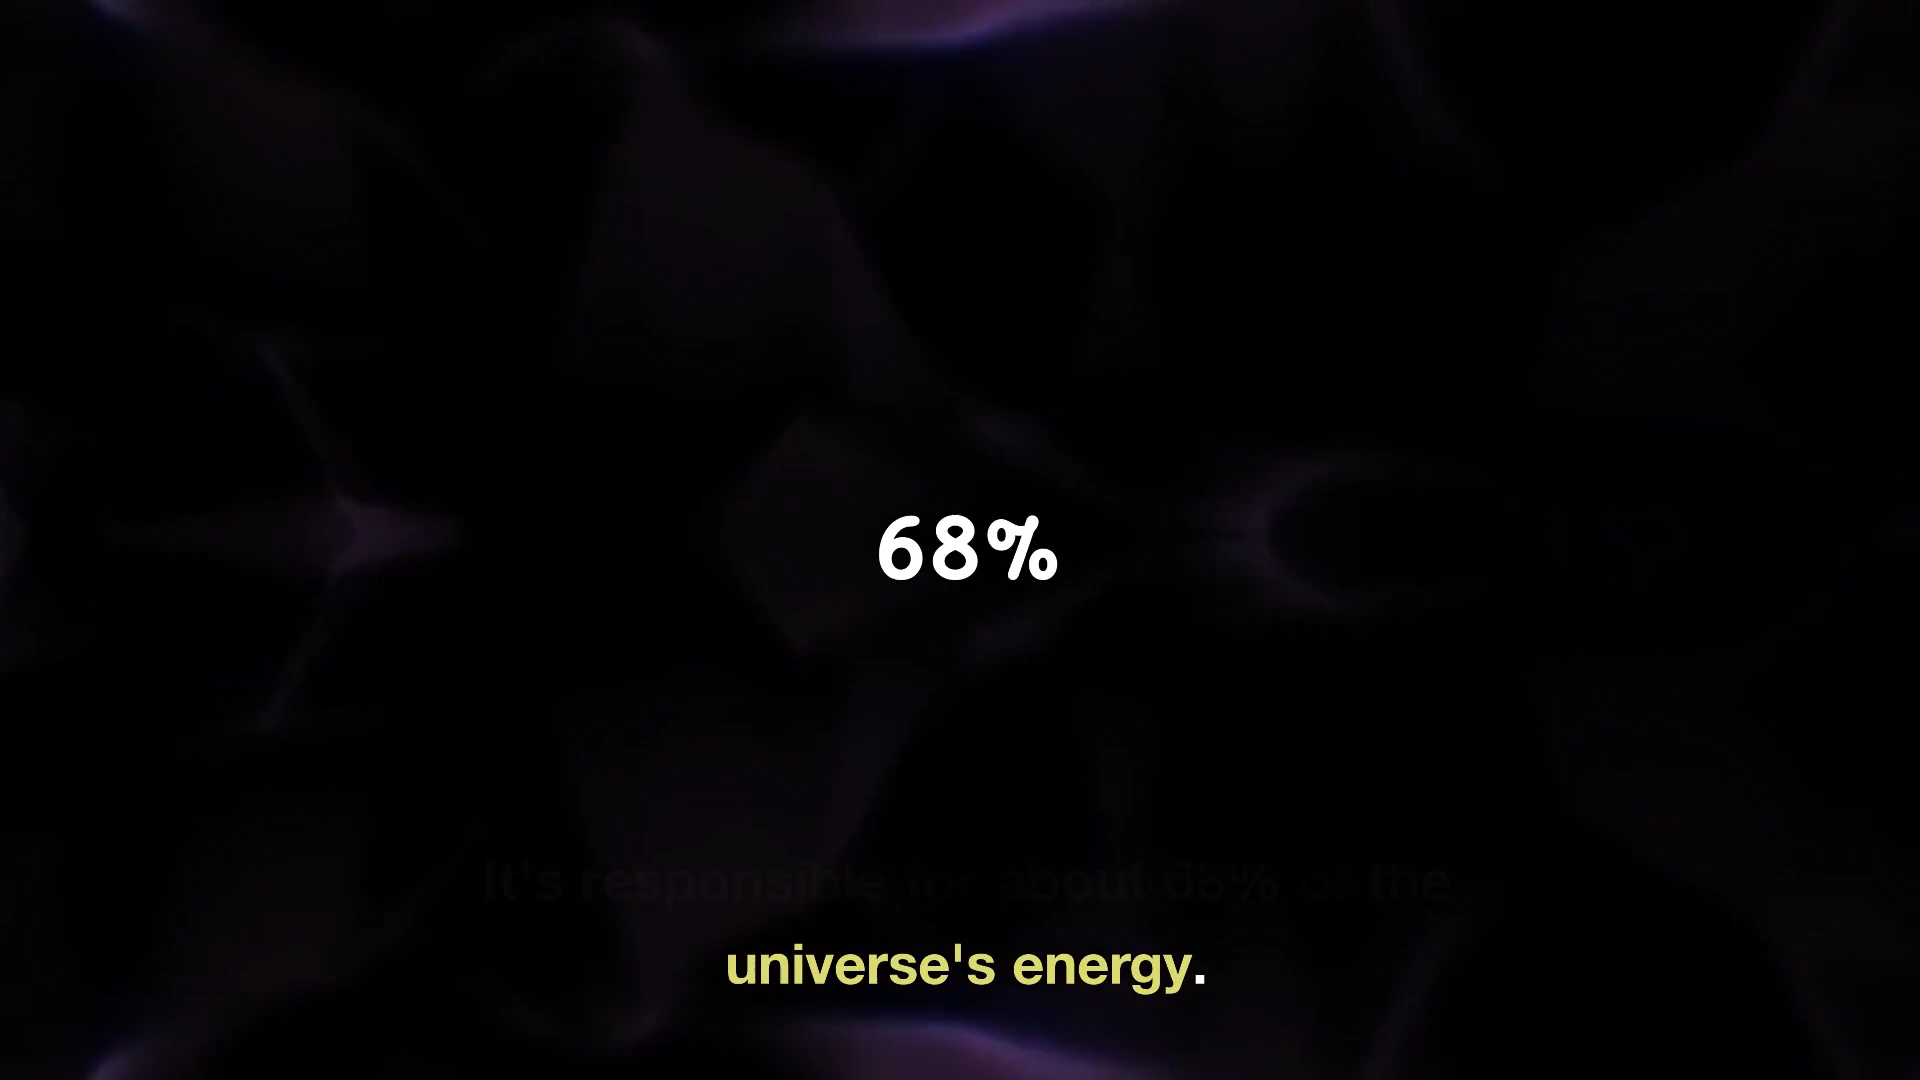 68%
It's responsible for about 68% of the
universe's energy.